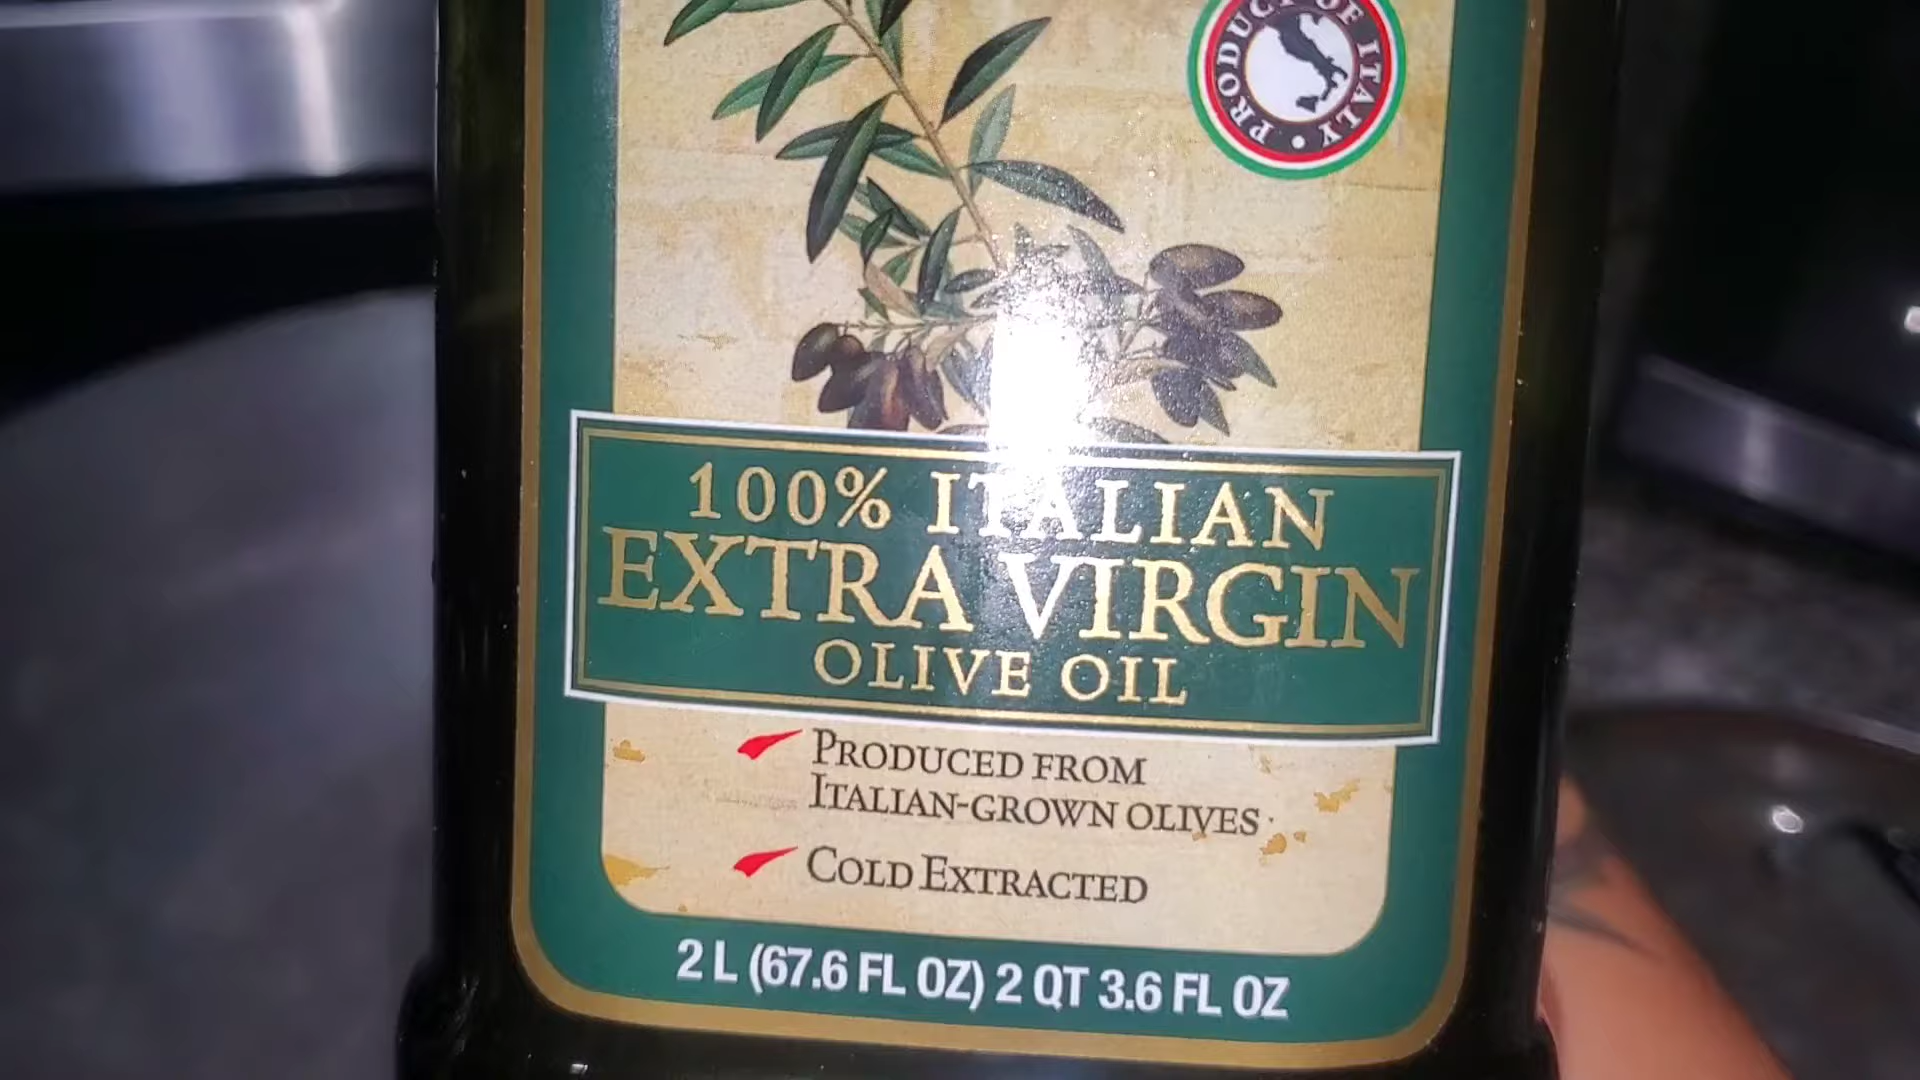 PRODUCT OF ITALY
100% ITALIAN
EXTRA VIRGIN
OLIVE OIL
PRODUCED FROM
ITALIAN-GROWN OLIVES
COLD EXTRACTED
2 L (67.6 FL OZ) 2 QT 3.6 FL OZ